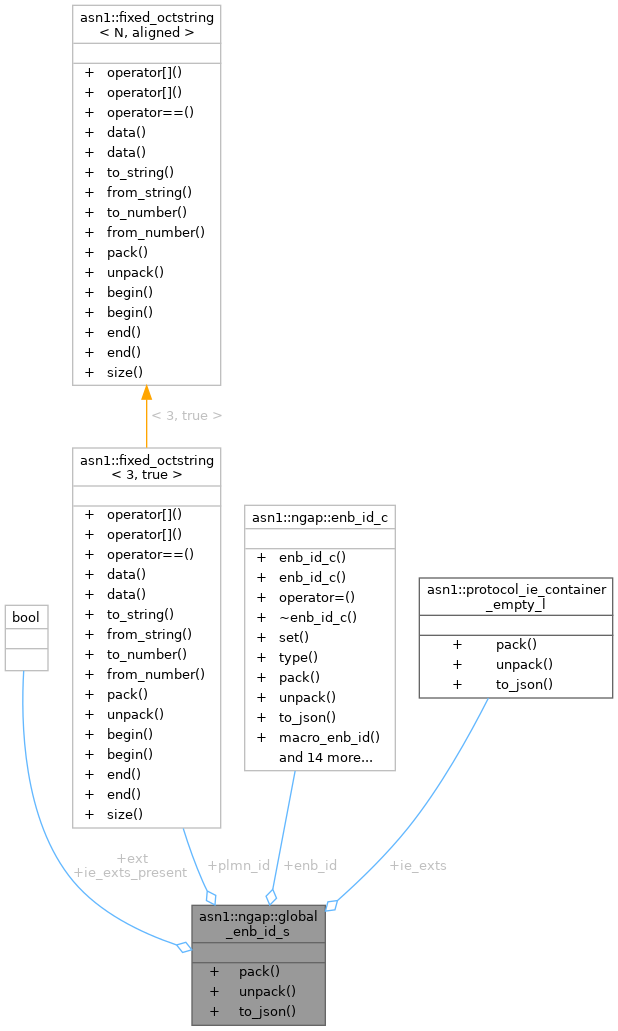 asn1::fixed_octstring
< N, aligned >
+ operator[]()
+ operator[]()
+ operator==()
+ data()
+ data()
+ to_string()
+ from_string()
+ to_number()
+ from_number()
+ pack()
+ unpack()
+ begin()
+ begin()
+ end()
+ end()
+ size()
< 3, true >
asn1::fixed_octstring
< 3, true >
+ operator[]()
+ operator[]()
+ operator==()
+ data()
+ data()
+ to_string()
+ from_string()
+ to_number()
+ from_number()
+ pack()
+ unpack()
+ begin()
+ begin()
+ end()
+ end()
+ size()
asn1::ngap::enb_id_c
+ enb_id_c()
+ enb_id_c()
+ operator=()
+ ~enb_id_c()
+ set()
+ type()
+ pack()
+ unpack()
+ to_json()
+ macro_enb_id()
and 14 more...
asn1::protocol_ie_container
_empty_l
+ pack()
+ unpack()
+ to_json()
bool
+ext
+ie_exts_present
+plmn_id
+enb_id
+ie_exts
asn1::ngap::global
_enb_id_s
+ pack()
+ unpack()
+ to_json()